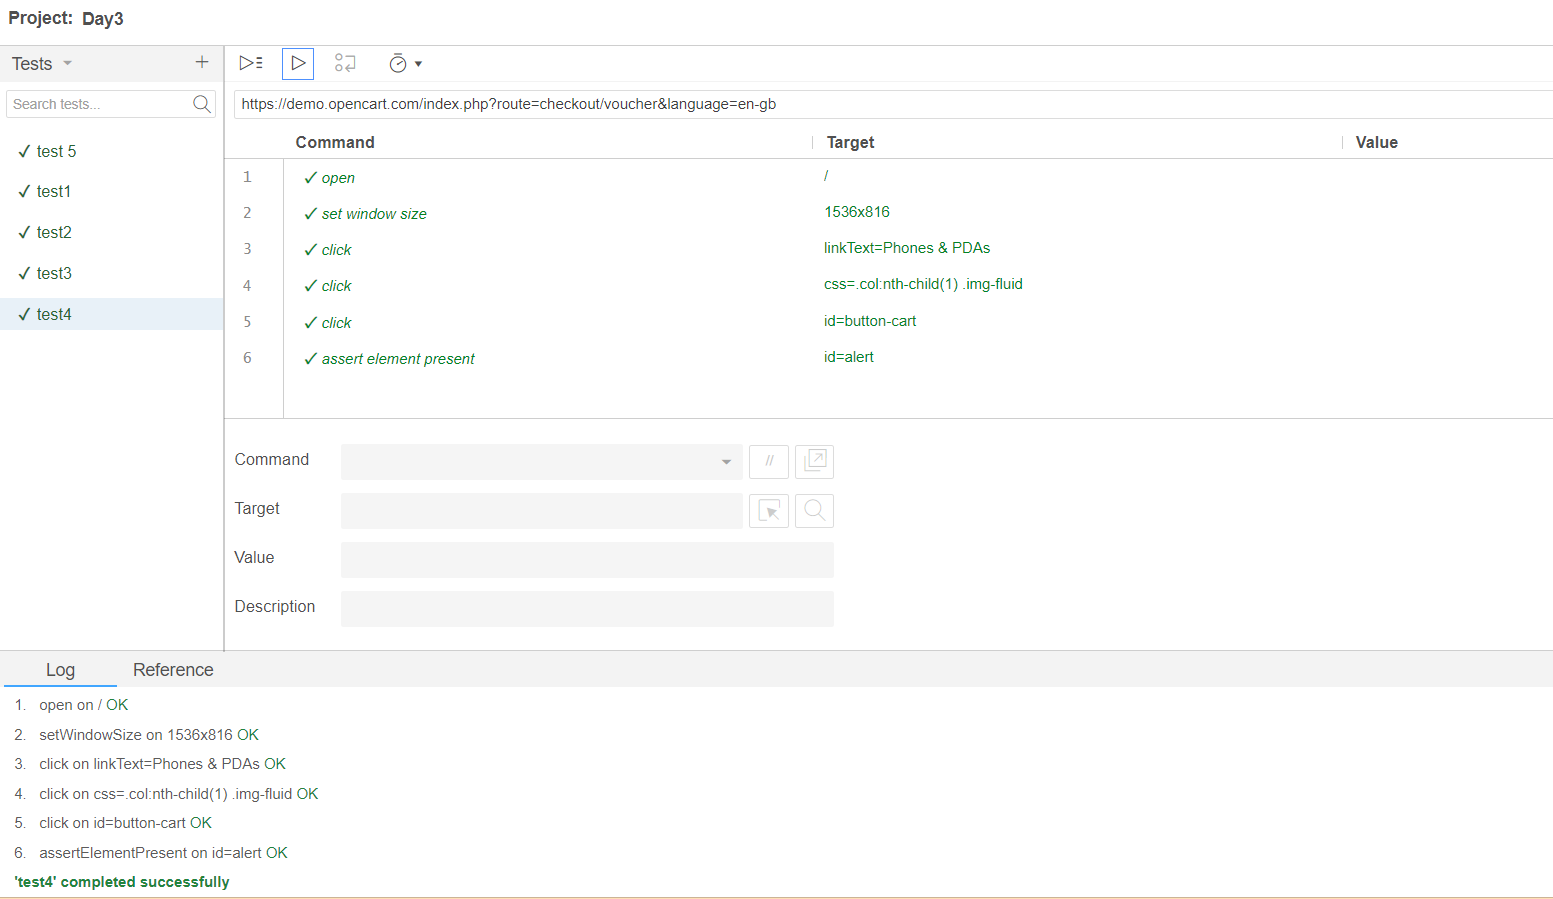 Project: Day3
Tests
Search tests...
✓ test 5
✓ test1
✓ test2
✓ test3
✓ test4
https://demo.opencart.com/index.php?route=checkout/voucher&language=en-gb
Command Target Value
1 ✓ open /
2 ✓ set window size 1536x816
3 ✓ click linkText=Phones & PDAs
4 ✓ click css=.col:nth-child(1) .img-fluid
5 ✓ click id=button-cart
6 ✓ assert element present id=alert
Command //
Target
Value
Description
Log Reference
1. open on / OK
2. setWindowSize on 1536x816 OK
3. click on linkText=Phones & PDAs OK
4. click on css=.col:nth-child(1) .img-fluid OK
5. click on id=button-cart OK
6. assertElementPresent on id=alert OK
'test4' completed successfully